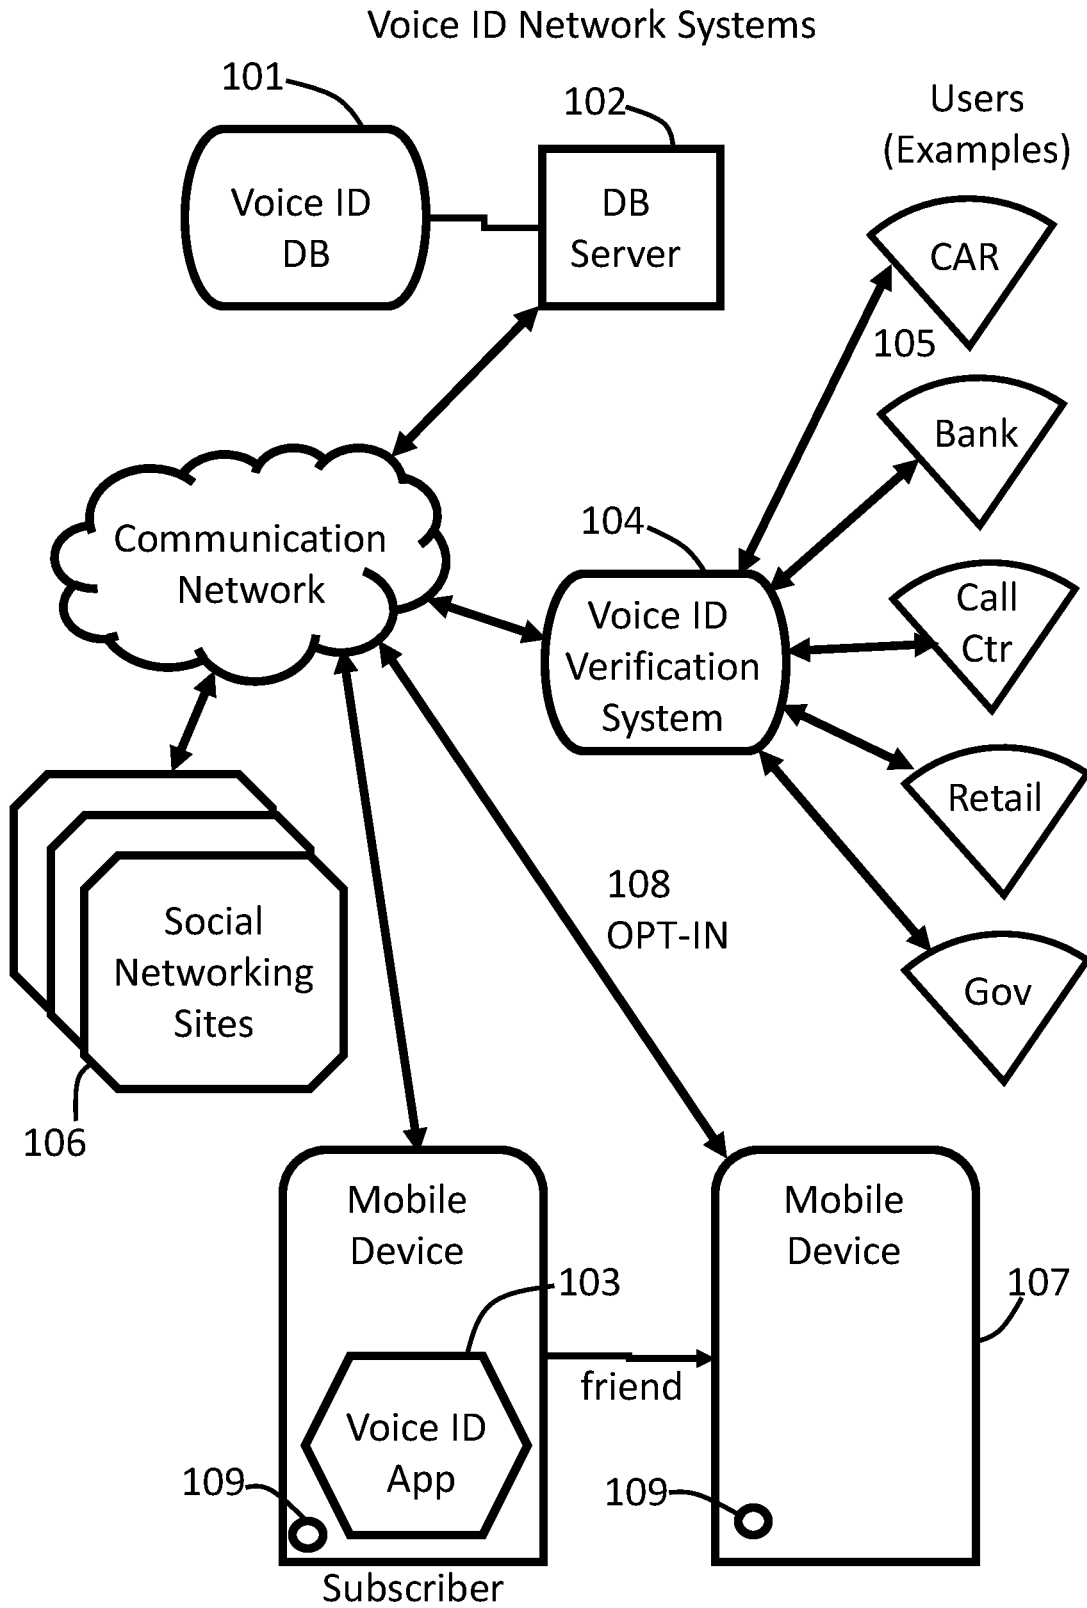 Voice ID Network Systems
101
102
Users
(Examples)
Voice ID
DB
DB
Server
CAR
105
Bank
104
Communication
Network
Voice ID
Verification
System
Call
Ctr
Retail
108
OPT-IN
Social
Networking
Sites
Gov
106
Mobile
Device
Mobile
Device
103
107
friend
Voice ID
App
109
109
Subscriber